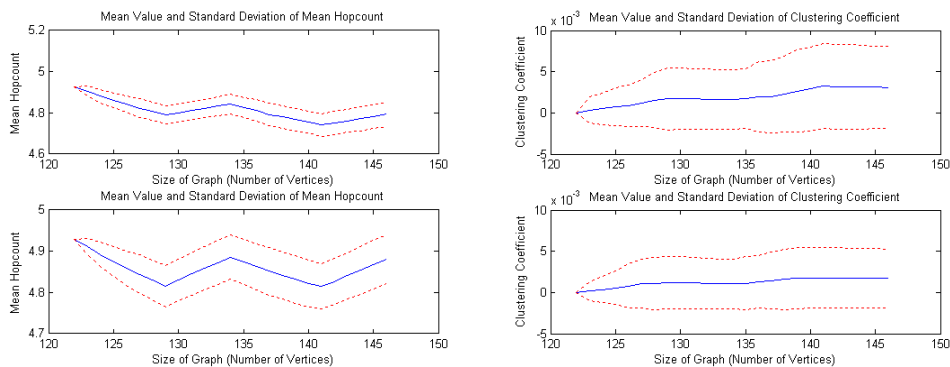 Mean Value and Standard Deviation of Mean Hopcount
5.2
5
4.8
4.6
Mean Hopcount
120 125 130 135 140 145 150
Size of Graph (Number of Vertices)
Mean Value and Standard Deviation of Clustering Coefficient
x 10^-3
10
5
0
-5
Clustering Coefficient
120 125 130 135 140 145 150
Size of Graph (Number of Vertices)
Mean Value and Standard Deviation of Mean Hopcount
5
4.9
4.8
4.7
Mean Hopcount
120 125 130 135 140 145 150
Size of Graph (Number of Vertices)
Mean Value and Standard Deviation of Clustering Coefficient
x 10^-3
10
5
0
-5
Clustering Coefficient
120 125 130 135 140 145 150
Size of Graph (Number of Vertices)